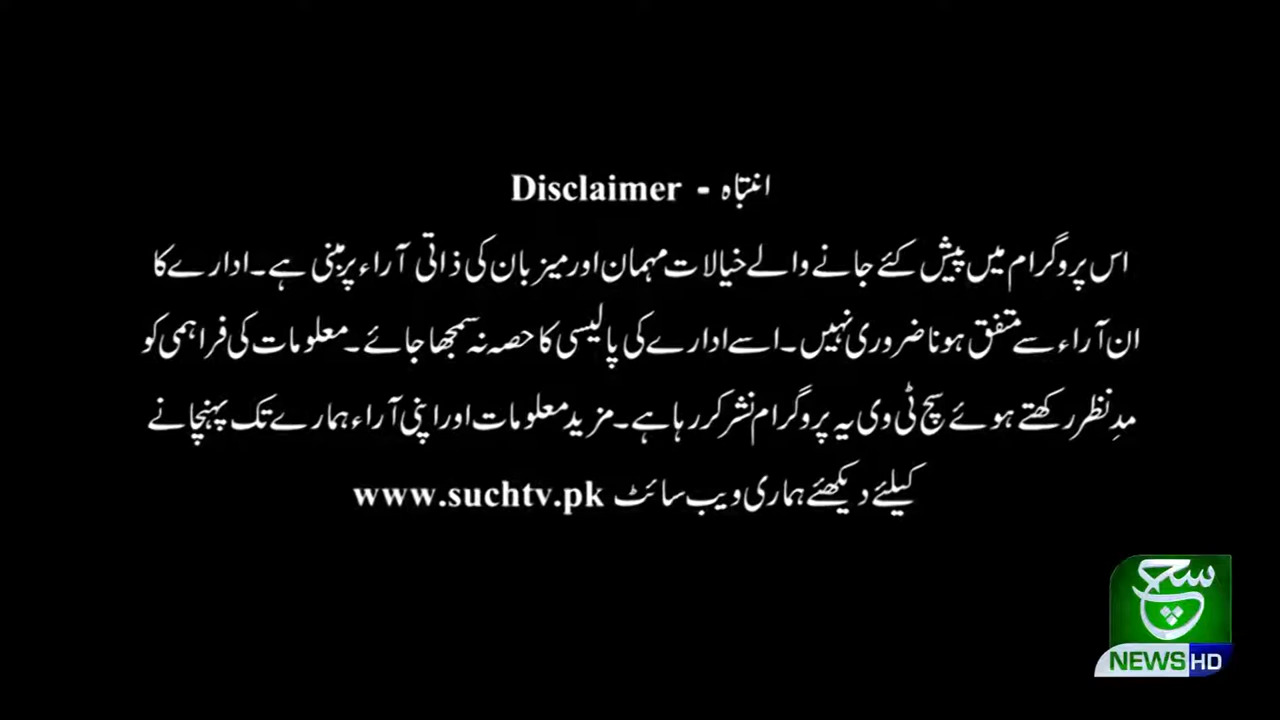 انتباہ - Disclaimer
اس پروگرام میں پیش کئے جانے والے خیالات مہمان اور میزبان کی ذاتی آراء پر مبنی ہے۔ ادارے کا
ان آراء سے متفق ہونا ضروری نہیں۔ اسے ادارے کی پالیسی کا حصہ نہ سمجھا جائے۔ معلومات کی فراہمی کو
مدِ نظر رکھتے ہوئے سچ ٹی وی یہ پروگرام نشر کر رہا ہے۔ مزید معلومات اور اپنی آراء ہمارے تک پہنچانے
کیلئے دیکھئے ہماری ویب سائٹ www.suchtv.pk
سچ
NEWS HD